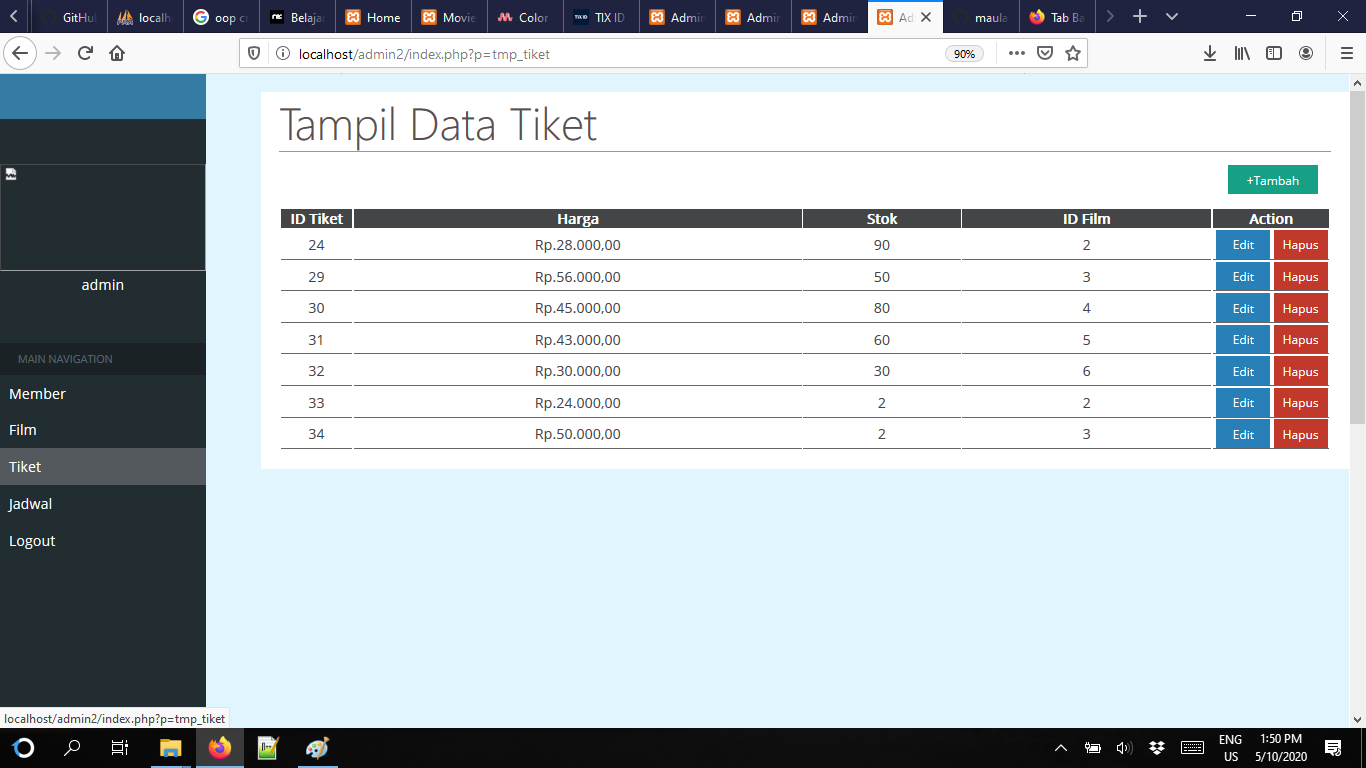 GitHub localh oop cr Belajar Home Movie Color TIX ID Admin Admin Admin Ad maula Tab Ba
localhost/admin2/index.php?p=tmp_tiket 90%
Tampil Data Tiket
+Tambah
ID Tiket Harga Stok ID Film Action
24 Rp.28.000,00 90 2 Edit Hapus
29 Rp.56.000,00 50 3 Edit Hapus
30 Rp.45.000,00 80 4 Edit Hapus
31 Rp.43.000,00 60 5 Edit Hapus
32 Rp.30.000,00 30 6 Edit Hapus
33 Rp.24.000,00 2 2 Edit Hapus
34 Rp.50.000,00 2 3 Edit Hapus
admin
MAIN NAVIGATION
Member
Film
Tiket
Jadwal
Logout
localhost/admin2/index.php?p=tmp_tiket
ENG 1:50 PM
US 5/10/2020